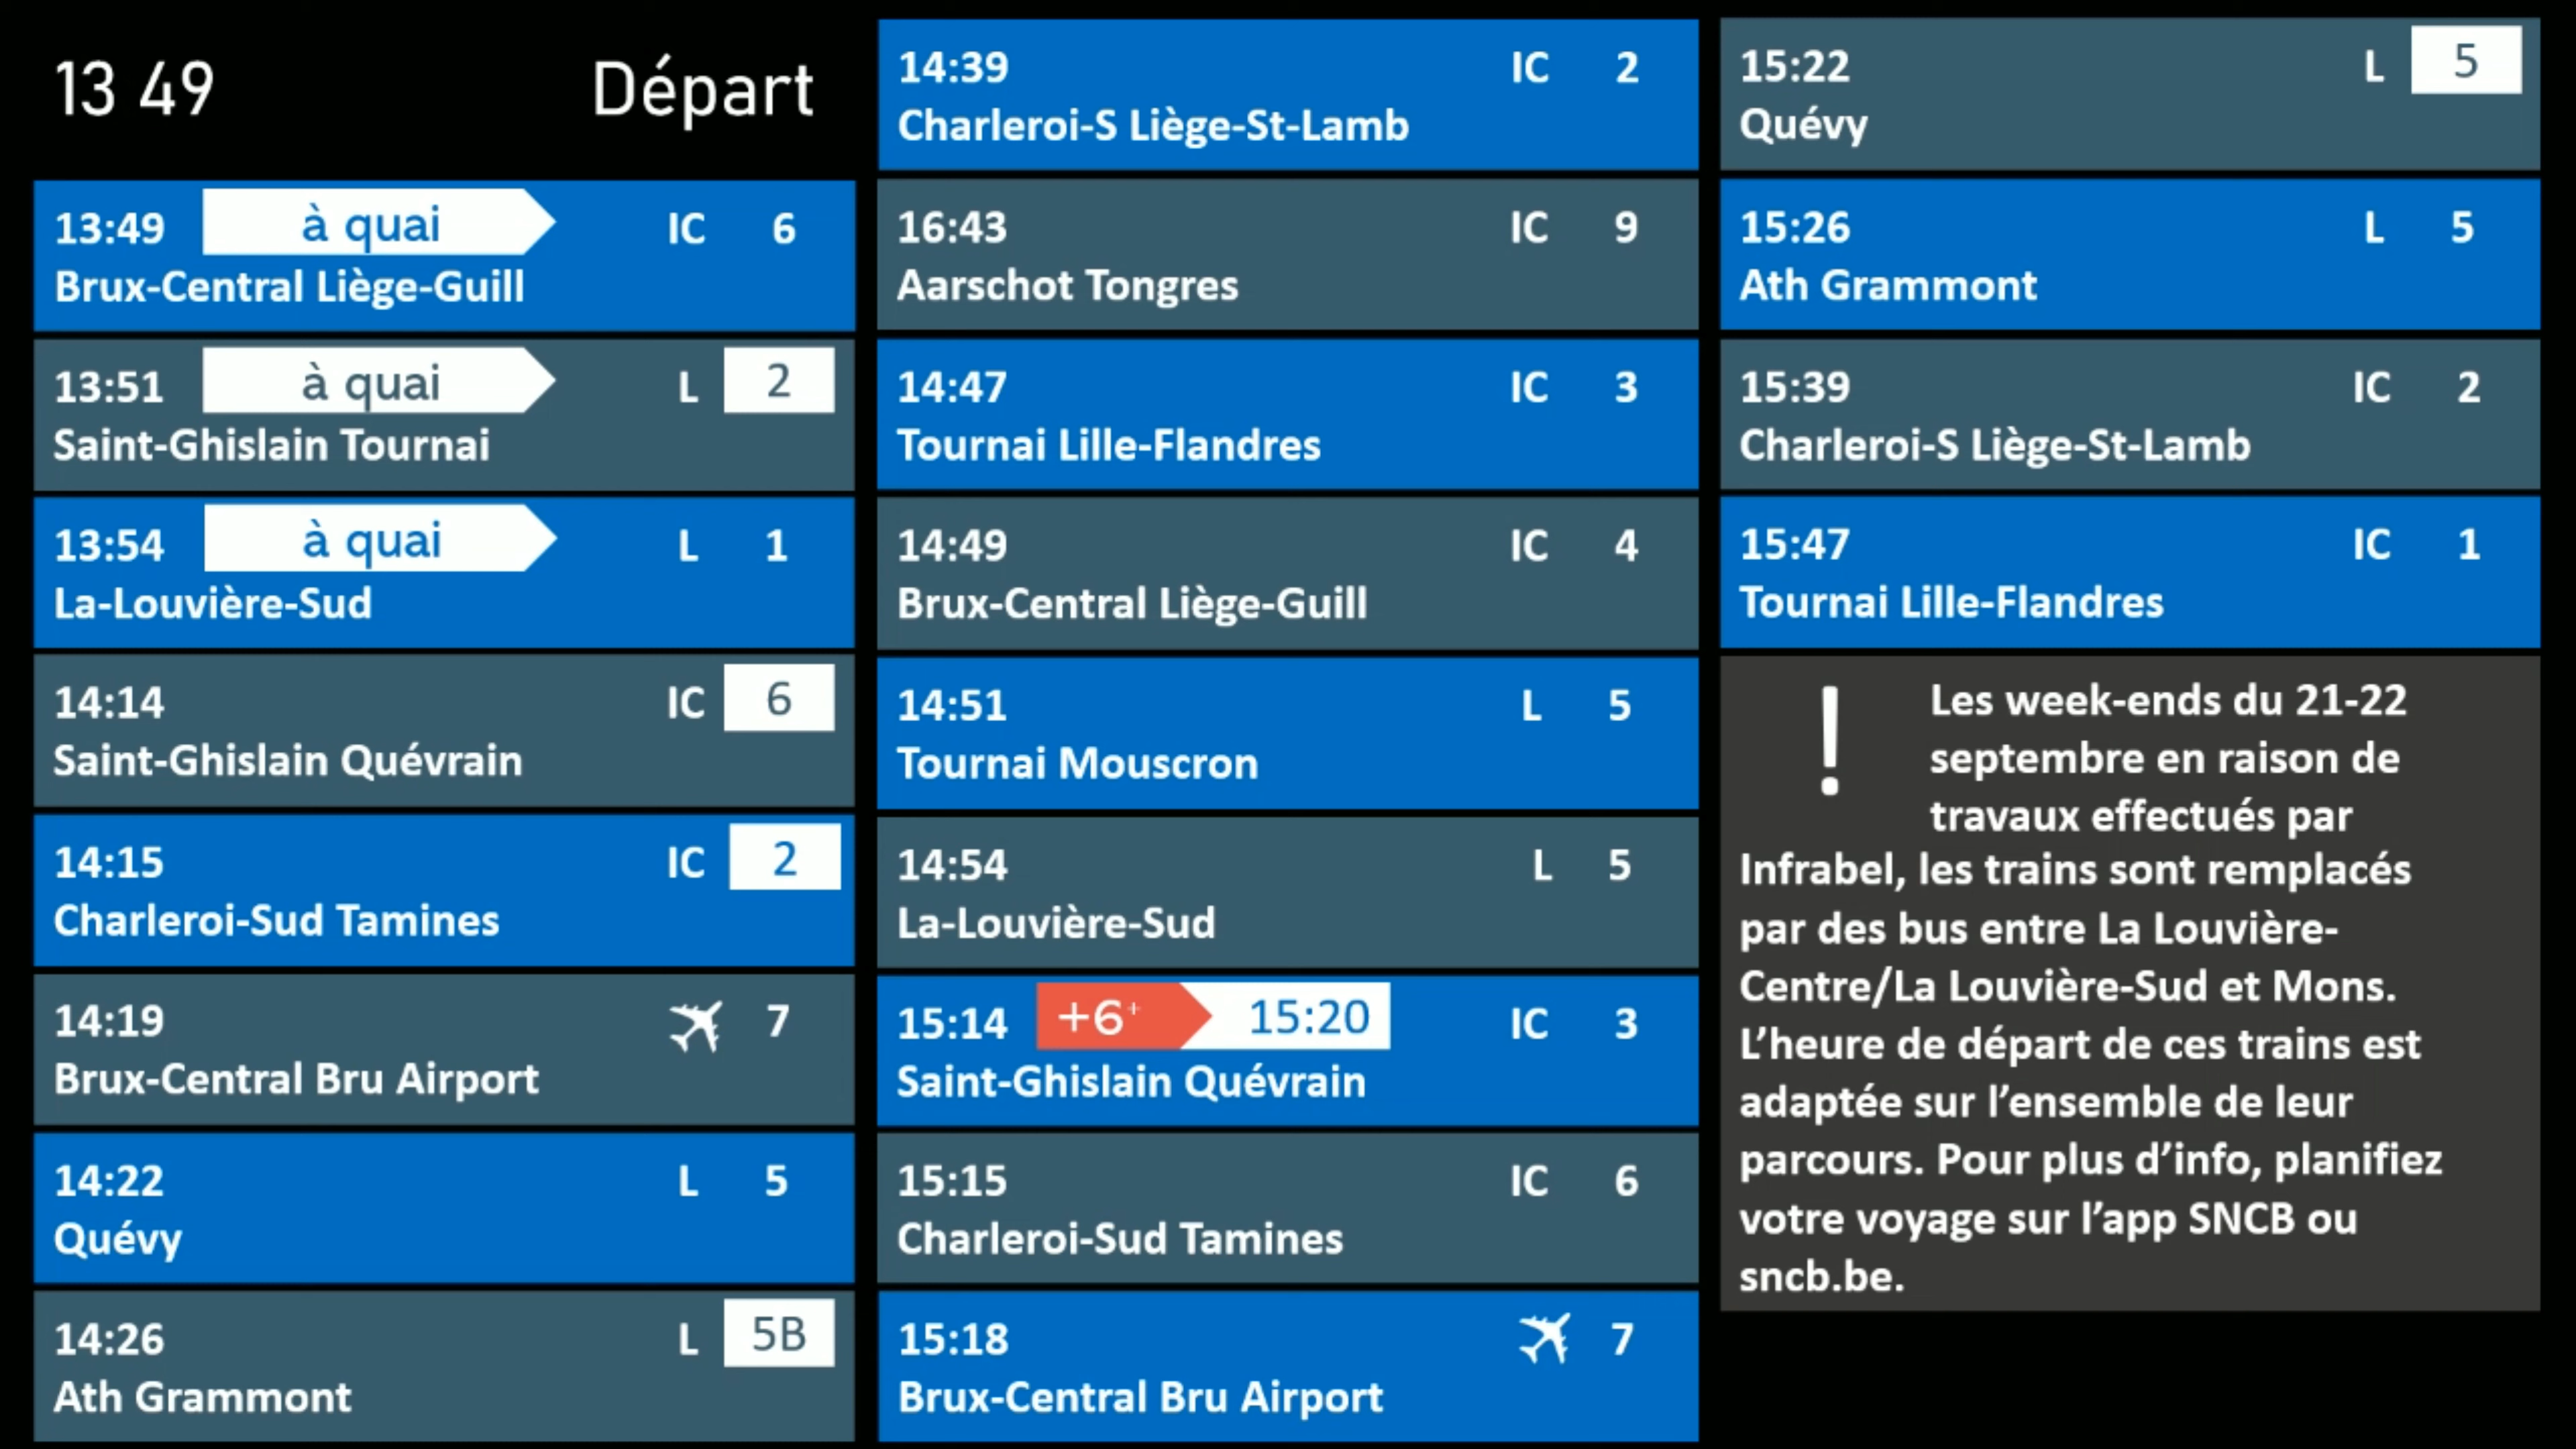 13 49 Départ
13:49 à quai IC 6
Brux-Central Liège-Guill
13:51 à quai L 2
Saint-Ghislain Tournai
13:54 à quai L 1
La-Louvière-Sud
14:14 IC 6
Saint-Ghislain Quévrain
14:15 IC 2
Charleroi-Sud Tamines
14:19 7
Brux-Central Bru Airport
14:22 L 5
Quévy
14:26 L 5B
Ath Grammont
14:39 IC 2
Charleroi-S Liège-St-Lamb
16:43 IC 9
Aarschot Tongres
14:47 IC 3
Tournai Lille-Flandres
14:49 IC 4
Brux-Central Liège-Guill
14:51 L 5
Tournai Mouscron
14:54 L 5
La-Louvière-Sud
15:14 +6+ 15:20 IC 3
Saint-Ghislain Quévrain
15:15 IC 6
Charleroi-Sud Tamines
15:18 7
Brux-Central Bru Airport
15:22 L 5
Quévy
15:26 L 5
Ath Grammont
15:39 IC 2
Charleroi-S Liège-St-Lamb
15:47 IC 1
Tournai Lille-Flandres
! Les week-ends du 21-22
septembre en raison de
travaux effectués par
Infrabel, les trains sont remplacés
par des bus entre La Louvière-
Centre/La Louvière-Sud et Mons.
L’heure de départ de ces trains est
adaptée sur l’ensemble de leur
parcours. Pour plus d’info, planifiez
votre voyage sur l’app SNCB ou
sncb.be.